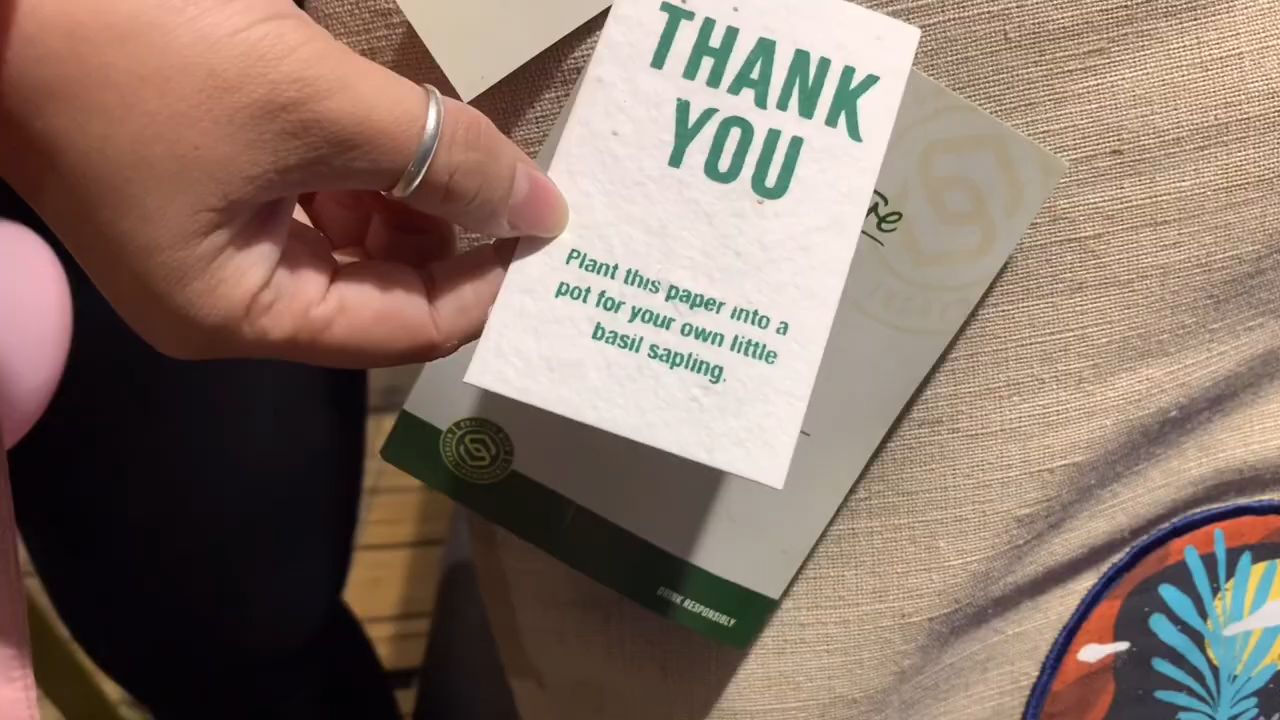 THANK
YOU
Plant this paper into a
pot for your own little
basil sapling.
DRINK RESPONSIBLY